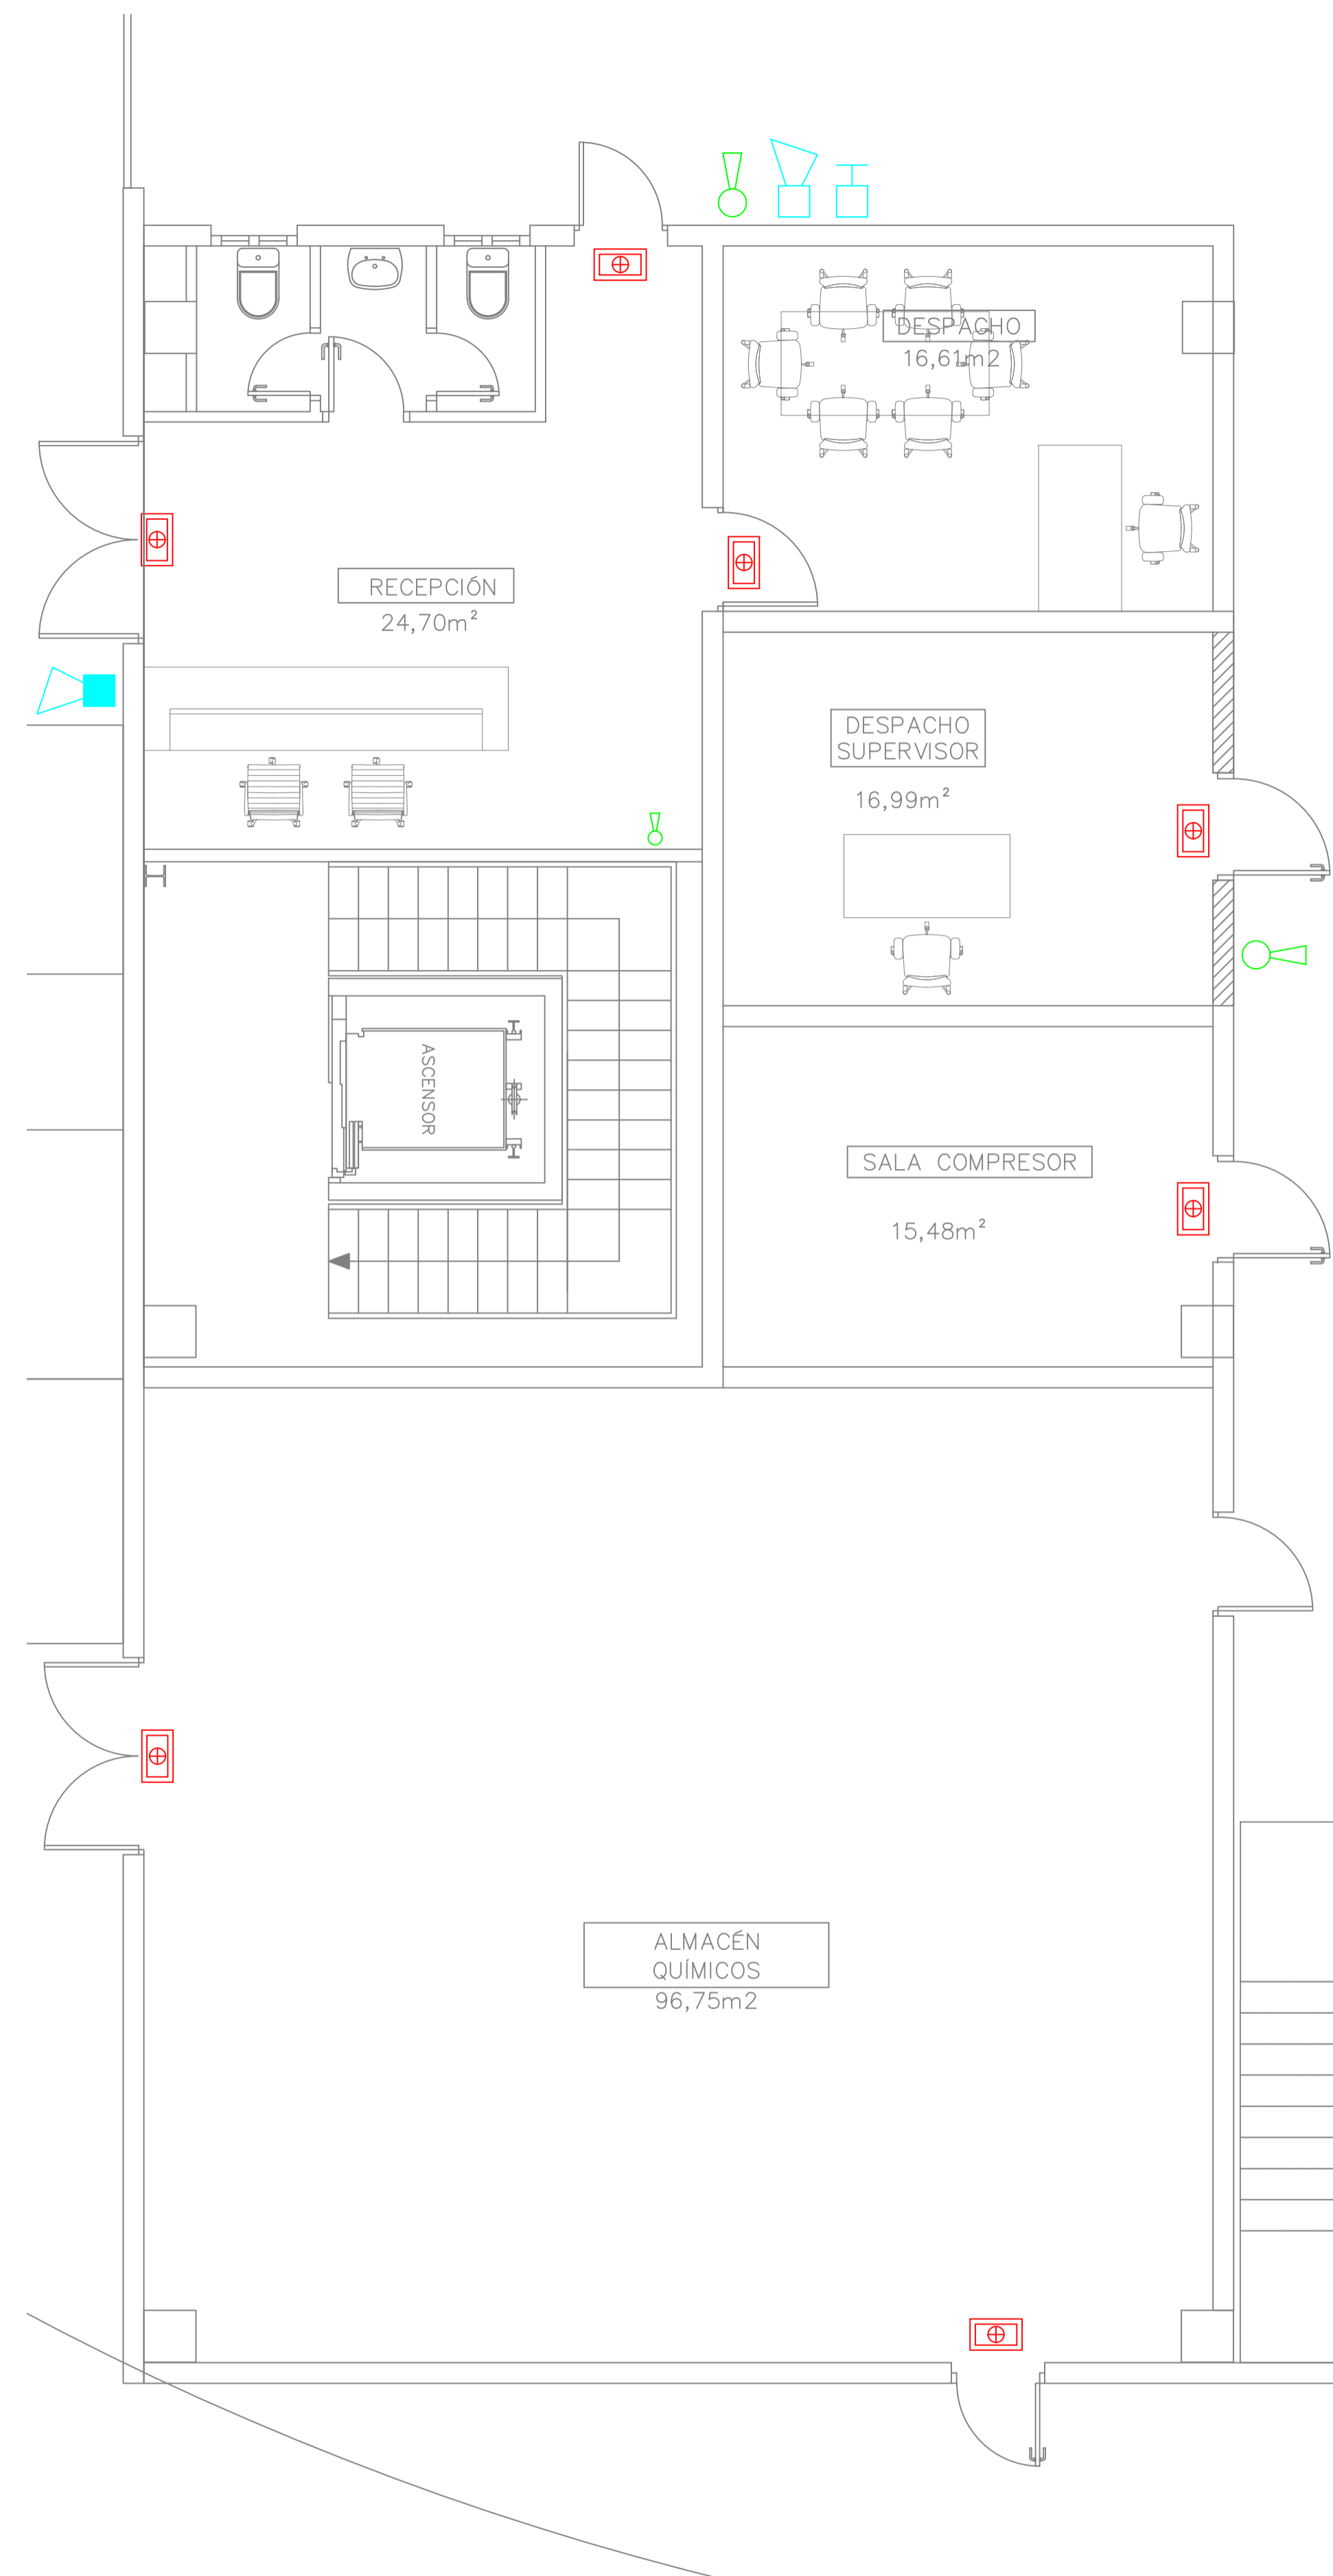 DESPACHO
16,61m2
RECEPCIÓN
24,70m²
DESPACHO
SUPERVISOR
16,99m²
ASCENSOR
SALA COMPRESOR
15,48m²
ALMACÉN
QUÍMICOS
96,75m2